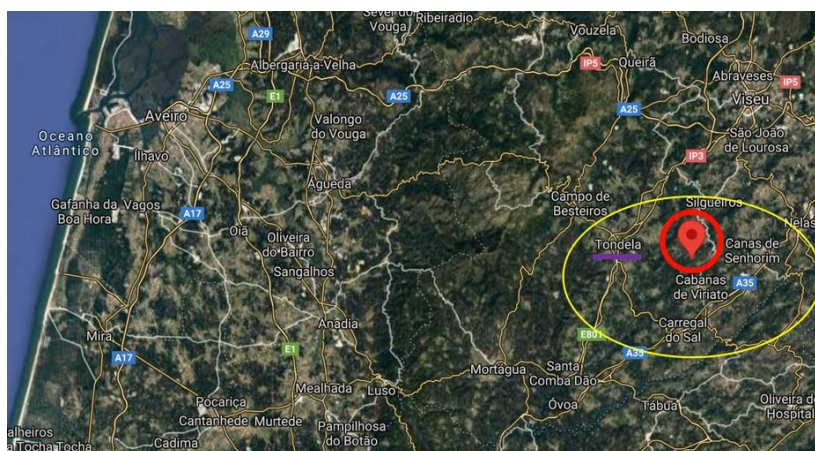 Sever do
Vouga
Ribeiradio
Vouzela
Bodiosa
A29
Albergaria-a-Velha
IP5
Queirã
Abraveses
IP5
A25
E1
A25
A25
Viseu
Aveiro
Valongo
do Vouga
São João
de Lourosa
Oceano
Atlântico
Ílhavo
IP3
Águeda
Campo de
Besteiros
Silgueiros
Gafanha da
Boa Hora
Vagos
A17
Oiã
Oliveira
do Bairro
Tondela
Nelas
Canas de
Senhorim
Sangalhos
Cabanas
de Viriato
A35
Anadia
Carregal
do Sal
Mira
E801
A17
E1
A35
Mortágua
Santa
Comba Dão
Mealhada
Luso
Pocariça
Óvoa
Tábua
Oliveira do
Hospital
Cantanhede
Murtede
Pampilhosa
do Botão
alheiros
a Tocha
Tocha
Cadima